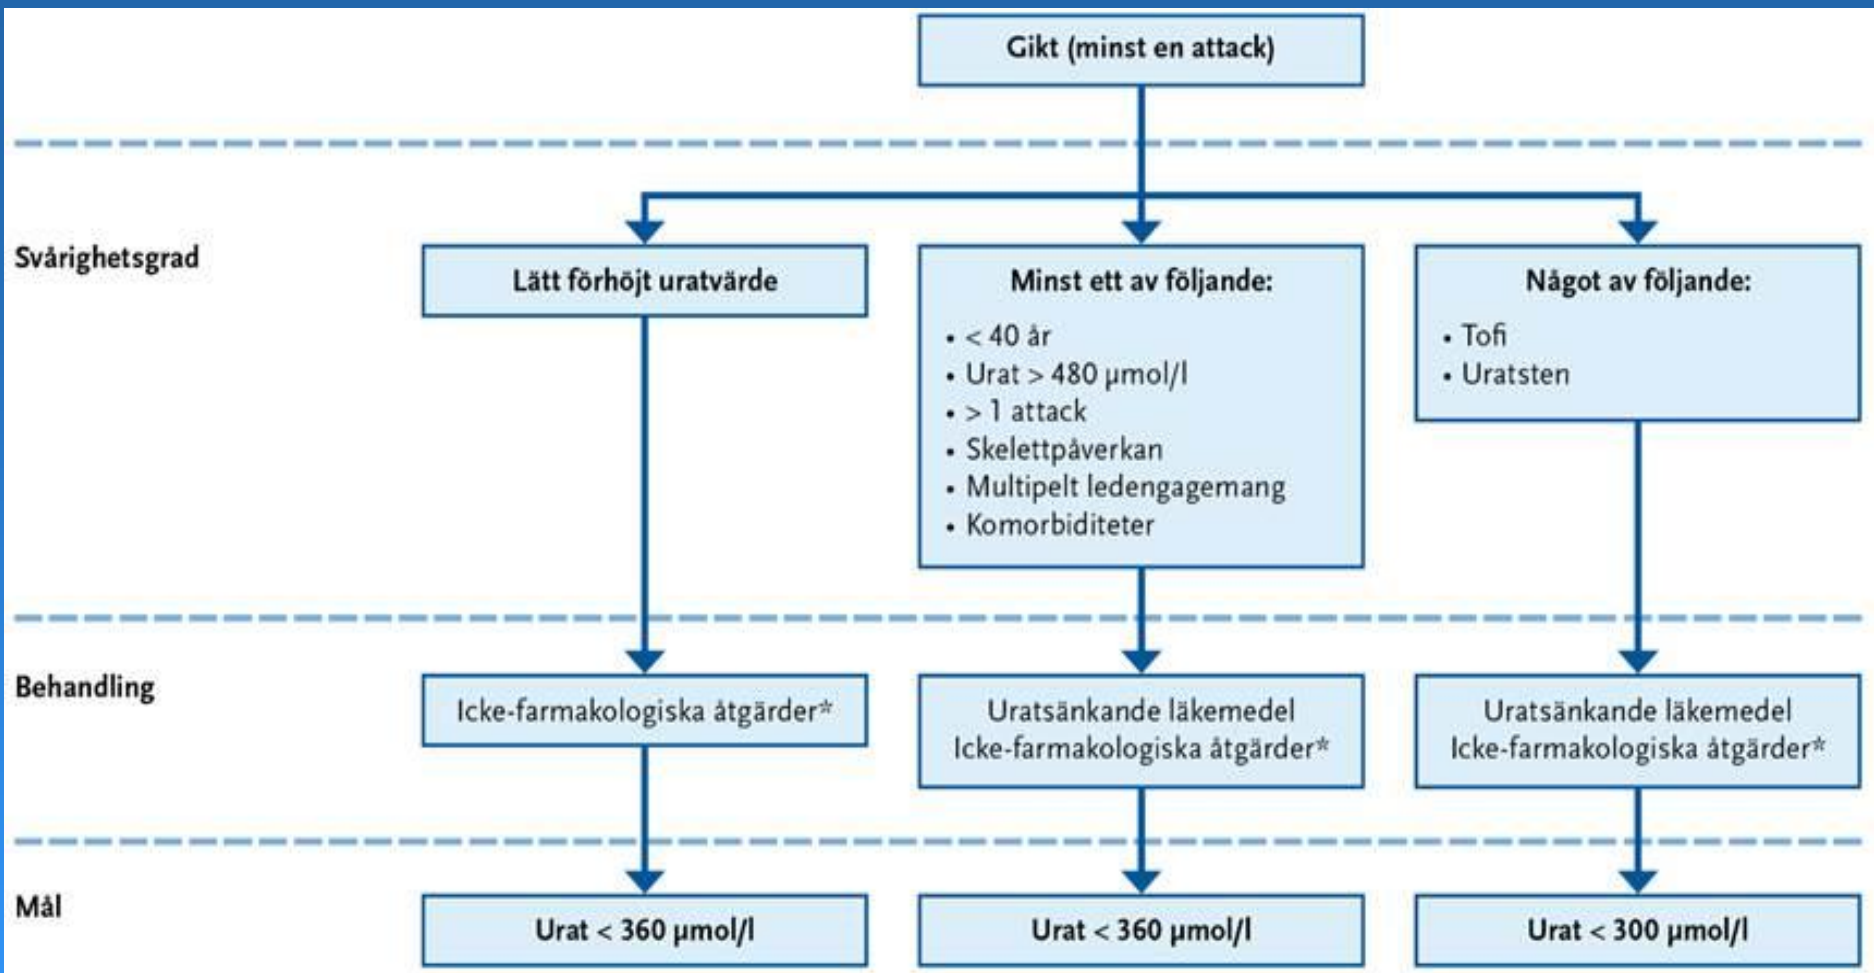 Gikt (minst en attack)
Svårighetsgrad
Lätt förhöjt uratvärde
Minst ett av följande:
• < 40 år
• Urat > 480 µmol/l
• > 1 attack
• Skelettpåverkan
• Multipelt ledengagemang
• Komorbiditeter
Något av följande:
• Tofi
• Uratsten
Behandling
Icke-farmakologiska åtgärder*
Uratsänkande läkemedel
Icke-farmakologiska åtgärder*
Uratsänkande läkemedel
Icke-farmakologiska åtgärder*
Mål
Urat < 360 µmol/l
Urat < 360 µmol/l
Urat < 300 µmol/l